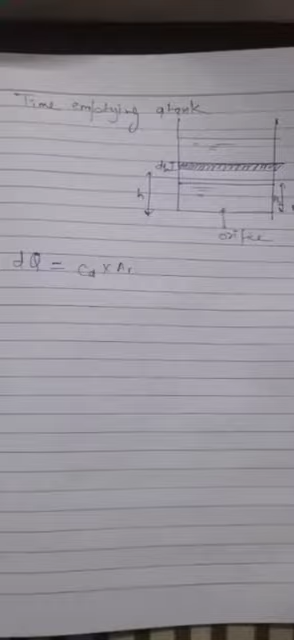 Time emptying a tank
dh
h
h
orifice
dQ = Cd × A